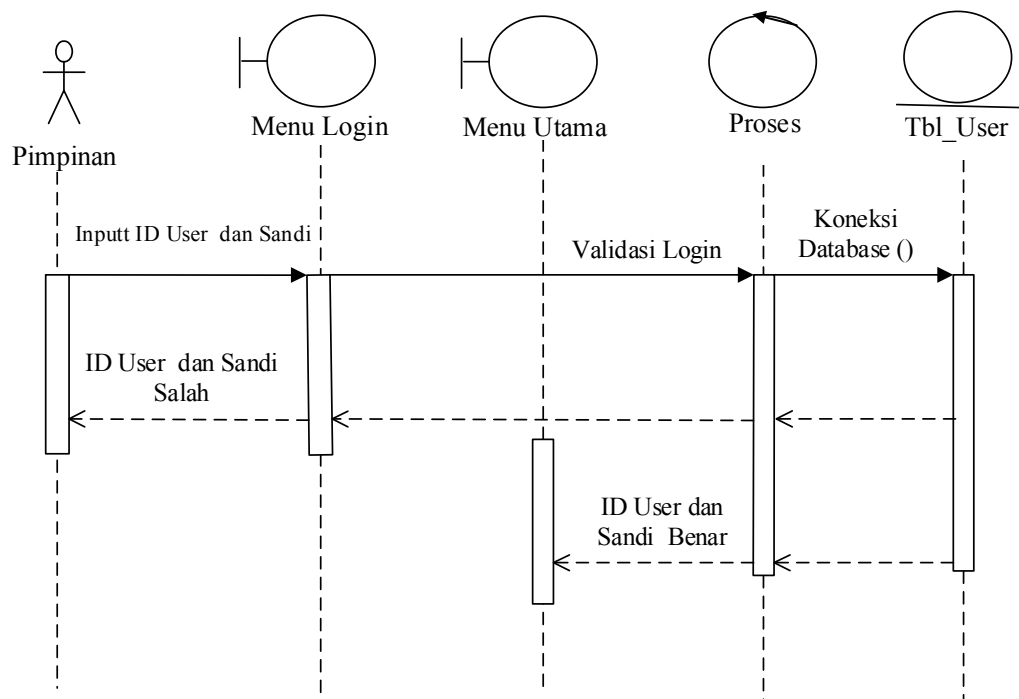 Pimpinan
Menu Login
Menu Utama
Proses
Tbl_User
Inputt ID User dan Sandi
Validasi Login
Koneksi
Database ()
ID User dan Sandi
Salah
ID User dan
Sandi Benar